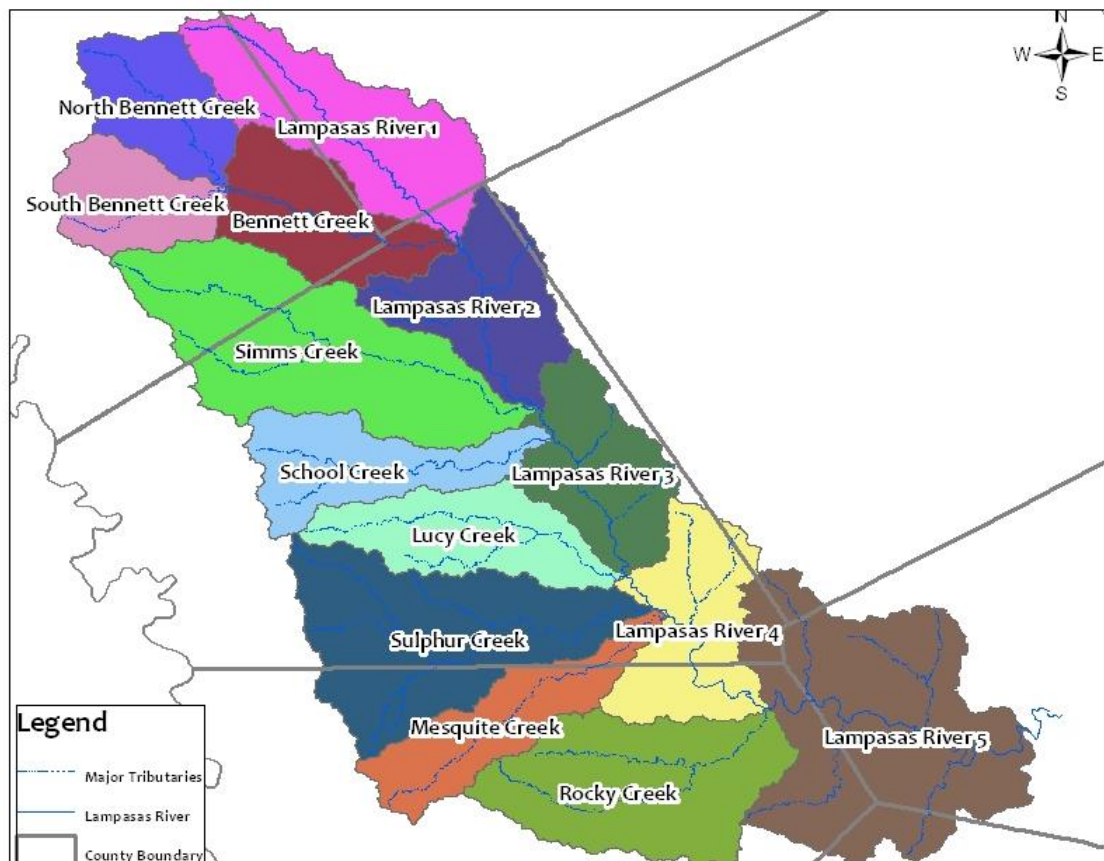 N
W E
S
North Bennett Creek
Lampasas River 1
South Bennett Creek
Bennett Creek
Lampasas River 2
Simms Creek
School Creek
Lampasas River 3
Lucy Creek
Sulphur Creek
Lampasas River 4
Mesquite Creek
Lampasas River 5
Rocky Creek
Legend
Major Tributaries
Lampasas River
County Boundary